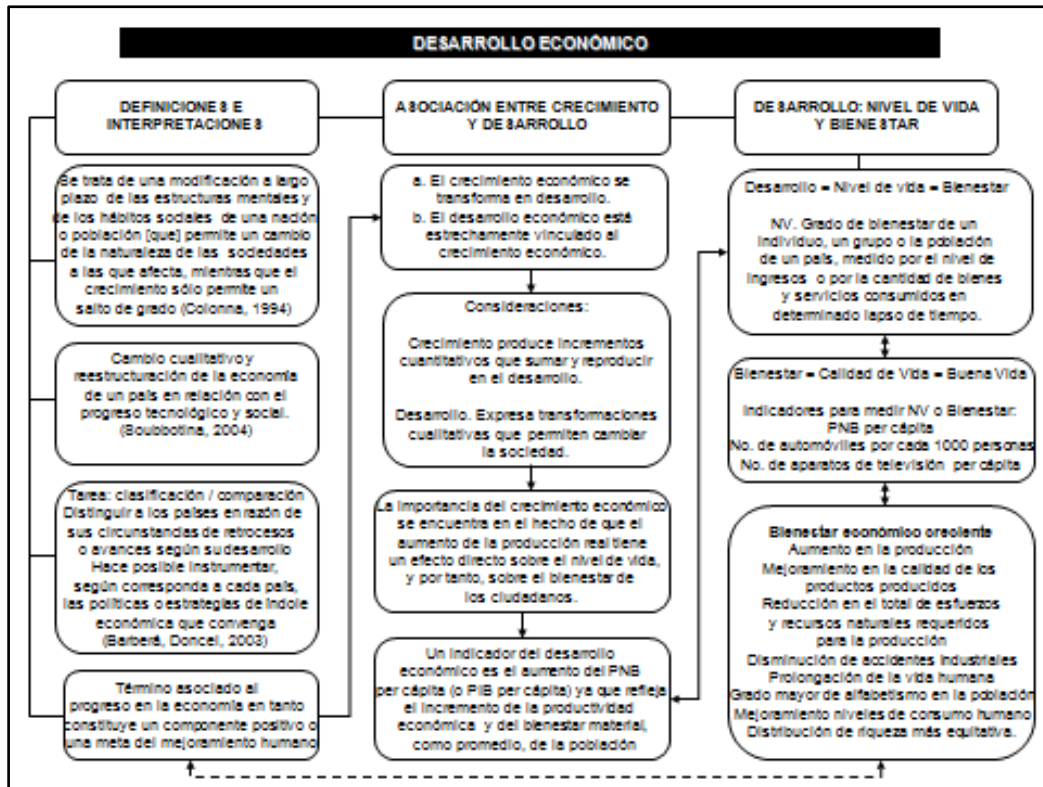 DESARROLLO ECONÓMICO
DEFINICIONES E
INTERPRETACIONES
Se trata de una modificación a largo
plazo de las estructuras mentales y
de los hábitos sociales de una nación
o población [que] permite un cambio
de la naturaleza de las sociedades
a las que afecta, mientras que el
crecimiento sólo permite un
salto de grado (Colonna, 1994)
Cambio cualitativo y
reestructuración de la economía
de un país en relación con el
progreso tecnológico y social.
(Boubbotina, 2004)
Tarea: clasificación / comparación
Distinguir a los países en razón de
sus circunstancias de retrocesos
o avances según su desarrollo
Hace posible instrumentar,
según corresponda a cada país,
las políticas o estrategias de índole
económica que convenga
(Barberá, Doncel, 2003)
Término asociado al
progreso en la economía en tanto
constituye un componente positivo o
una meta del mejoramiento humano
ASOCIACIÓN ENTRE CRECIMIENTO
Y DESARROLLO
a. El crecimiento económico se
transforma en desarrollo.
b. El desarrollo económico está
estrechamente vinculado al
crecimiento económico.
Consideraciones:
Crecimiento produce incrementos
cuantitativos que sumar y reproducir
en el desarrollo.
Desarrollo. Expresa transformaciones
cualitativas que permiten cambiar
la sociedad.
La importancia del crecimiento económico
se encuentra en el hecho de que el
aumento de la producción real tiene
un efecto directo sobre el nivel de vida,
y por tanto, sobre el bienestar de
los ciudadanos.
Un indicador del desarrollo
económico es el aumento del PNB
per cápita (o PIB per cápita) ya que refleja
el incremento de la productividad
económica y del bienestar material,
como promedio, de la población
DESARROLLO: NIVEL DE VIDA
Y BIENESTAR
Desarrollo = Nivel de vida = Bienestar
NV. Grado de bienestar de un
individuo, un grupo o la población
de un país, medido por el nivel de
ingresos o por la cantidad de bienes
y servicios consumidos en
determinado lapso de tiempo.
Bienestar = Calidad de Vida = Buena Vida
Indicadores para medir NV o Bienestar:
PNB per cápita
No. de automóviles por cada 1000 personas
No. de aparatos de televisión per cápita
Bienestar económico creciente
Aumento en la producción
Mejoramiento en la calidad de los
productos producidos
Reducción en el total de esfuerzos
y recursos naturales requeridos
para la producción
Disminución de accidentes industriales
Prolongación de la vida humana
Grado mayor de alfabetismo en la población
Mejoramiento niveles de consumo humano
Distribución de riqueza más equitativa.